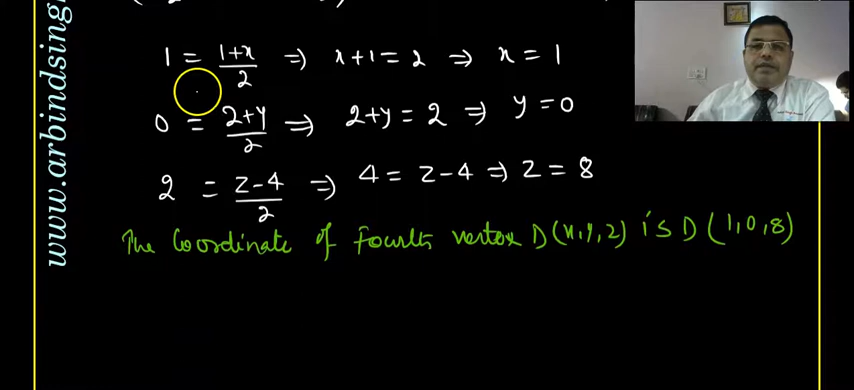 1 = (1+x)/2 ⇒ x+1 = 2 ⇒ x = 1
0 = (2+y)/2 ⇒ 2+y = 2 ⇒ y = 0
2 = (z-4)/2 ⇒ 4 = z-4 ⇒ z = 8
The Coordinate of Fourth vertex D(x,y,z) is D(1,0,8)
www.arbindsing